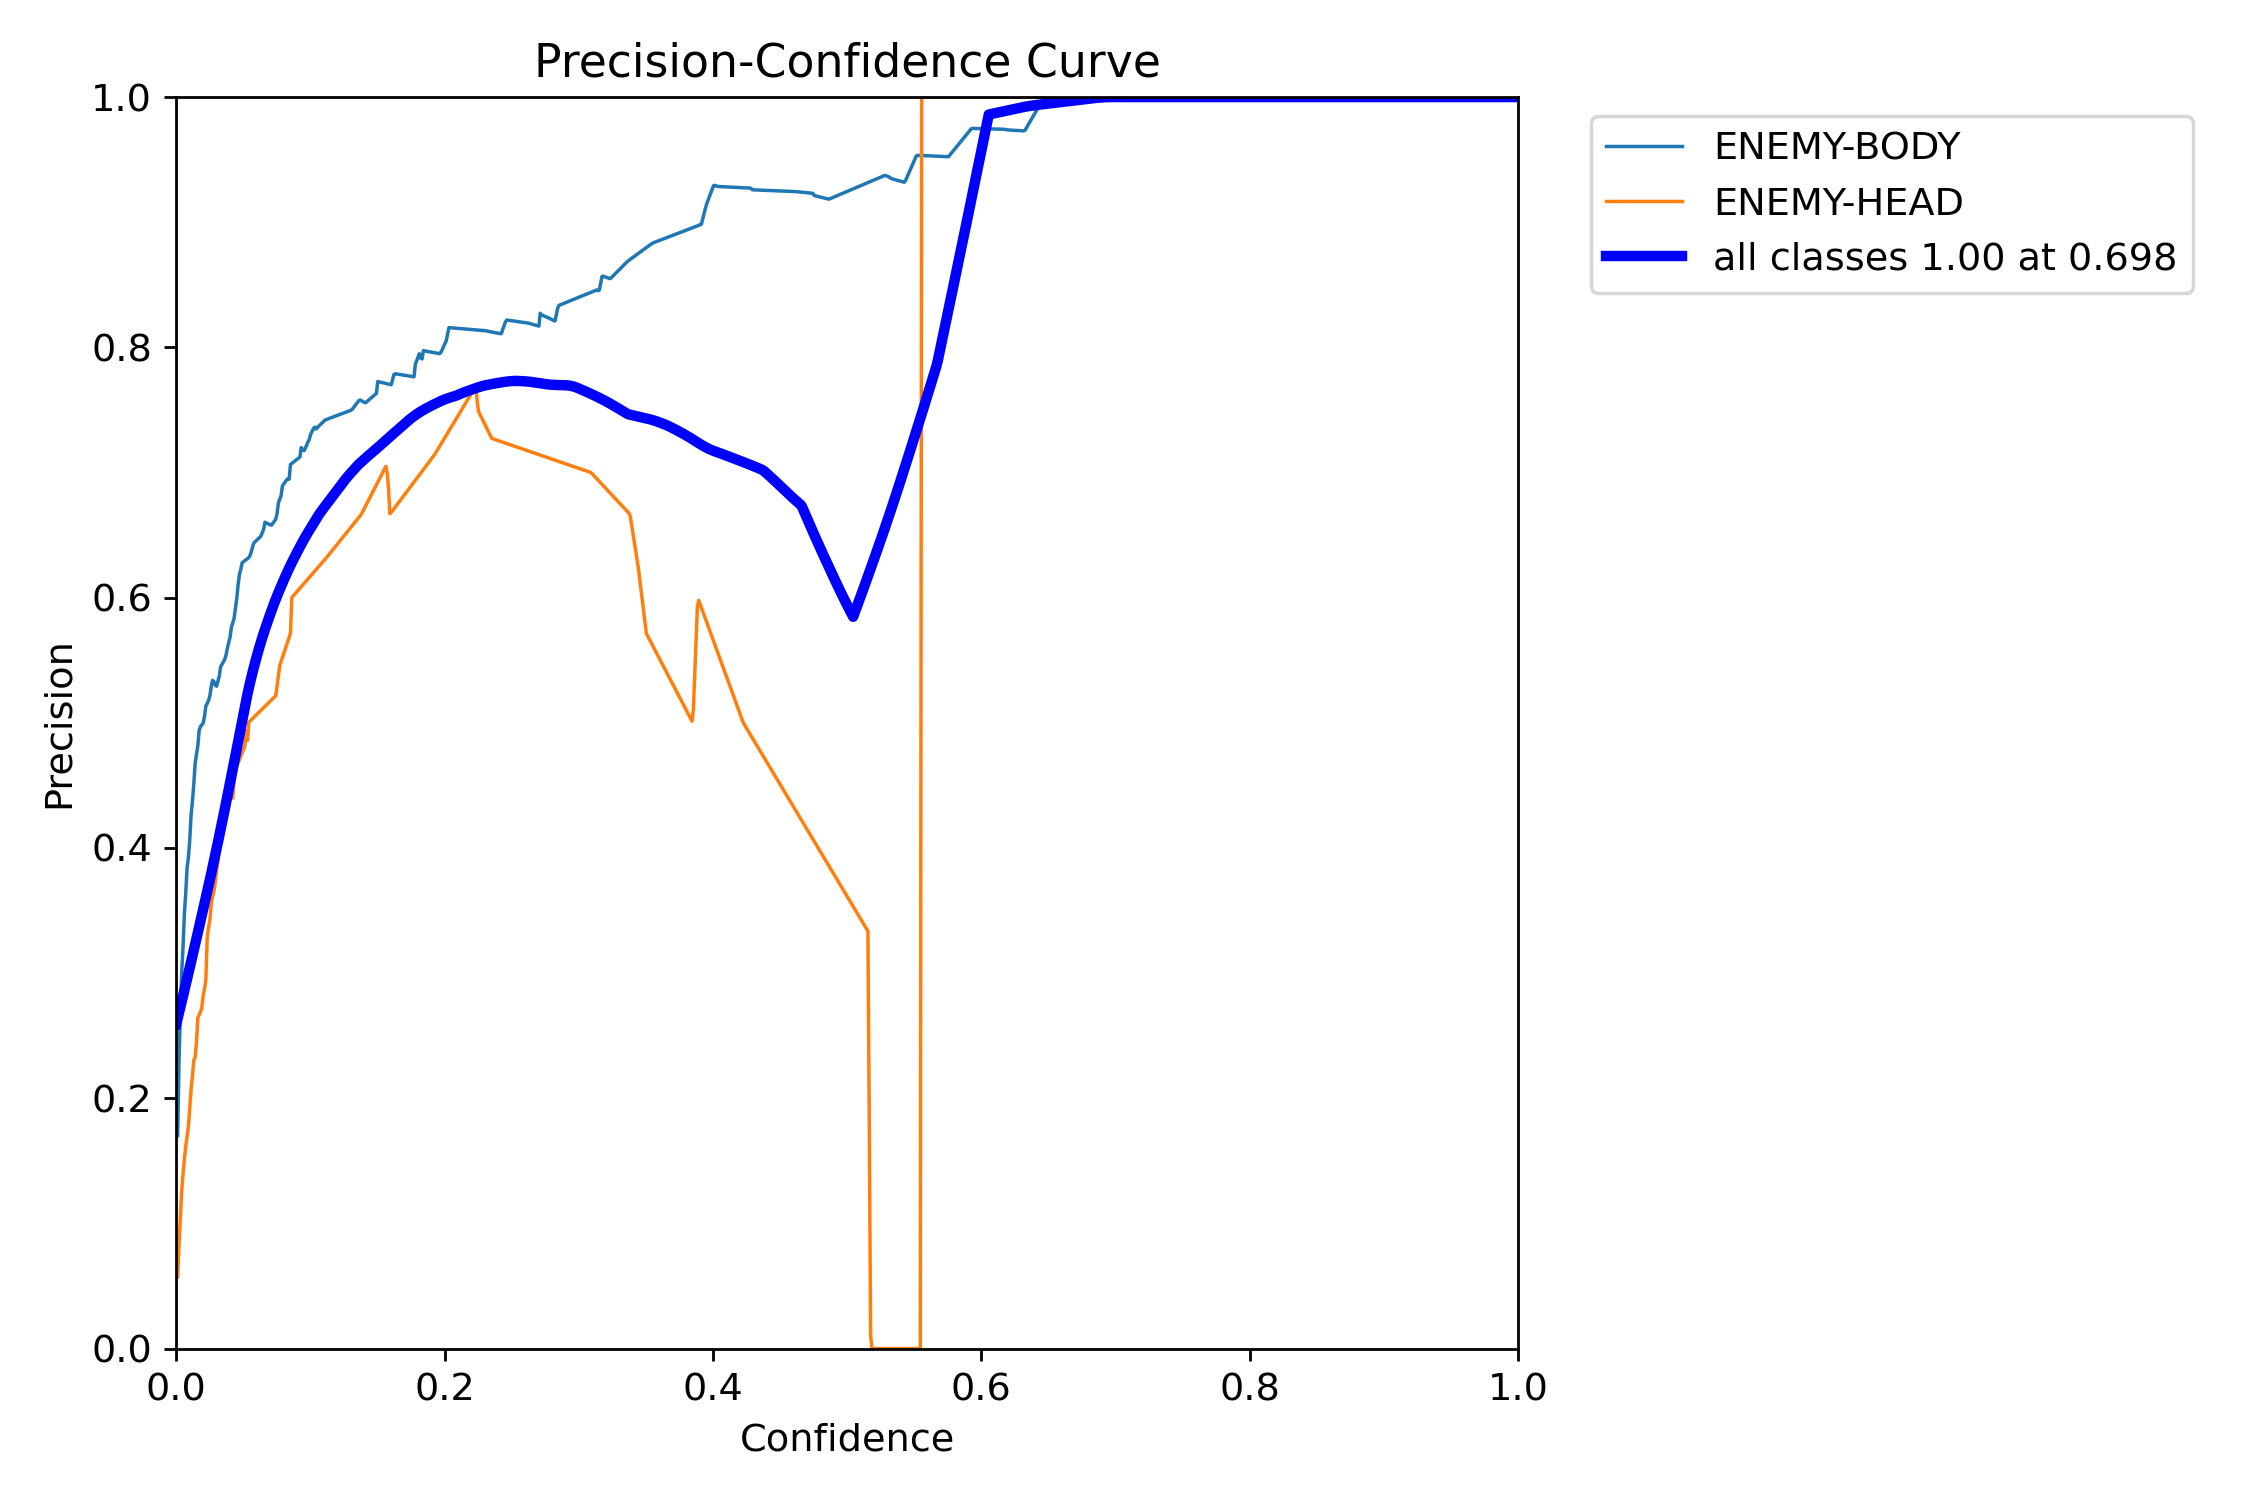 Precision-Confidence Curve
1.0
0.8
0.6
0.4
0.2
0.0
Precision
0.0 0.2 0.4 0.6 0.8 1.0
Confidence
ENEMY-BODY
ENEMY-HEAD
all classes 1.00 at 0.698